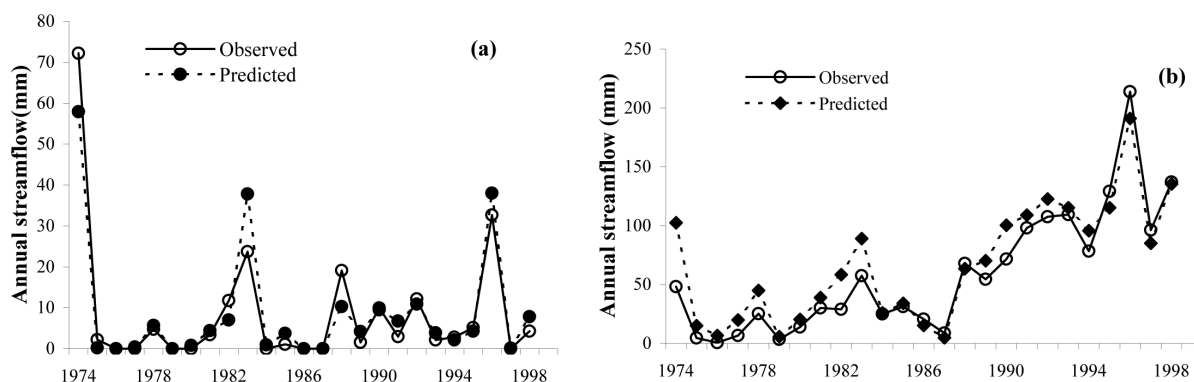 80
70
60
50
40
30
20
10
0
Annual streamflow(mm)
Observed
Predicted
(a)
1974 1978 1982 1986 1990 1994 1998
250
200
150
100
50
0
Annual streamflow (mm)
Observed
Predicted
(b)
1974 1978 1982 1986 1990 1994 1998